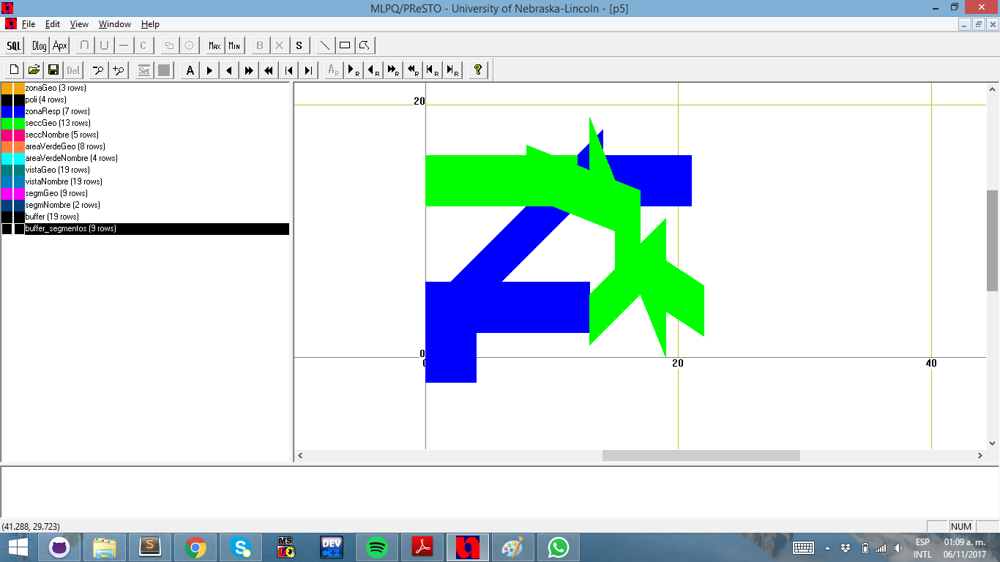 MLPQ/PReSTO - University of Nebraska-Lincoln - [p5]
File Edit View Window Help
SQL Dlog Apx ∩ U — C Max Min B X S
Del Set A A R R R R R R R ?
zonaGeo (3 rows)
poli (4 rows)
zonaResp (7 rows)
seccGeo (13 rows)
seccNombre (5 rows)
areaVerdeGeo (8 rows)
areaVerdeNombre (4 rows)
vistaGeo (19 rows)
vistaNombre (19 rows)
segmGeo (9 rows)
segmNombre (2 rows)
buffer (19 rows)
buffer_segmentos (9 rows)
20
0
0 20 40
(41.288, 29.723)
NUM
S
MS
DEV
C++
ESP
INTL
01:09 a. m.
06/11/2017